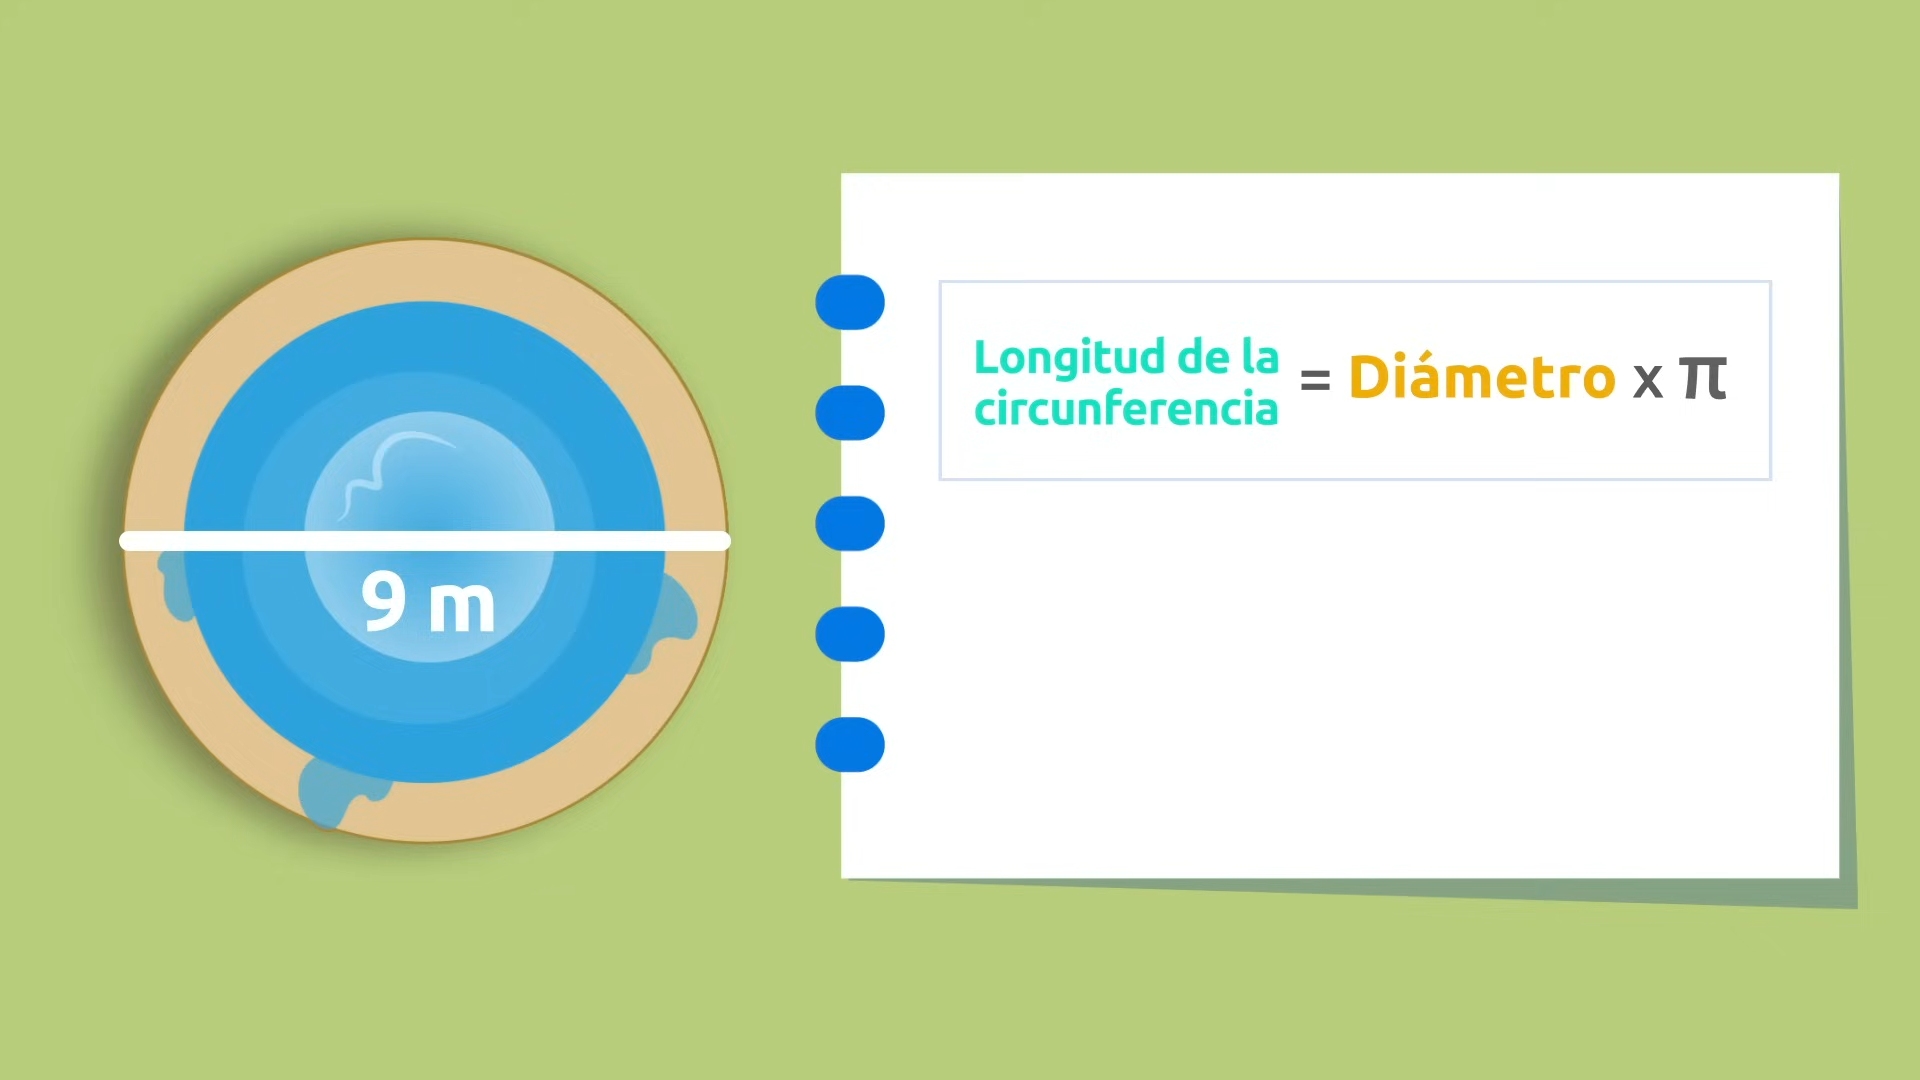 9 m
Longitud de la
circunferencia
= Diámetro x π